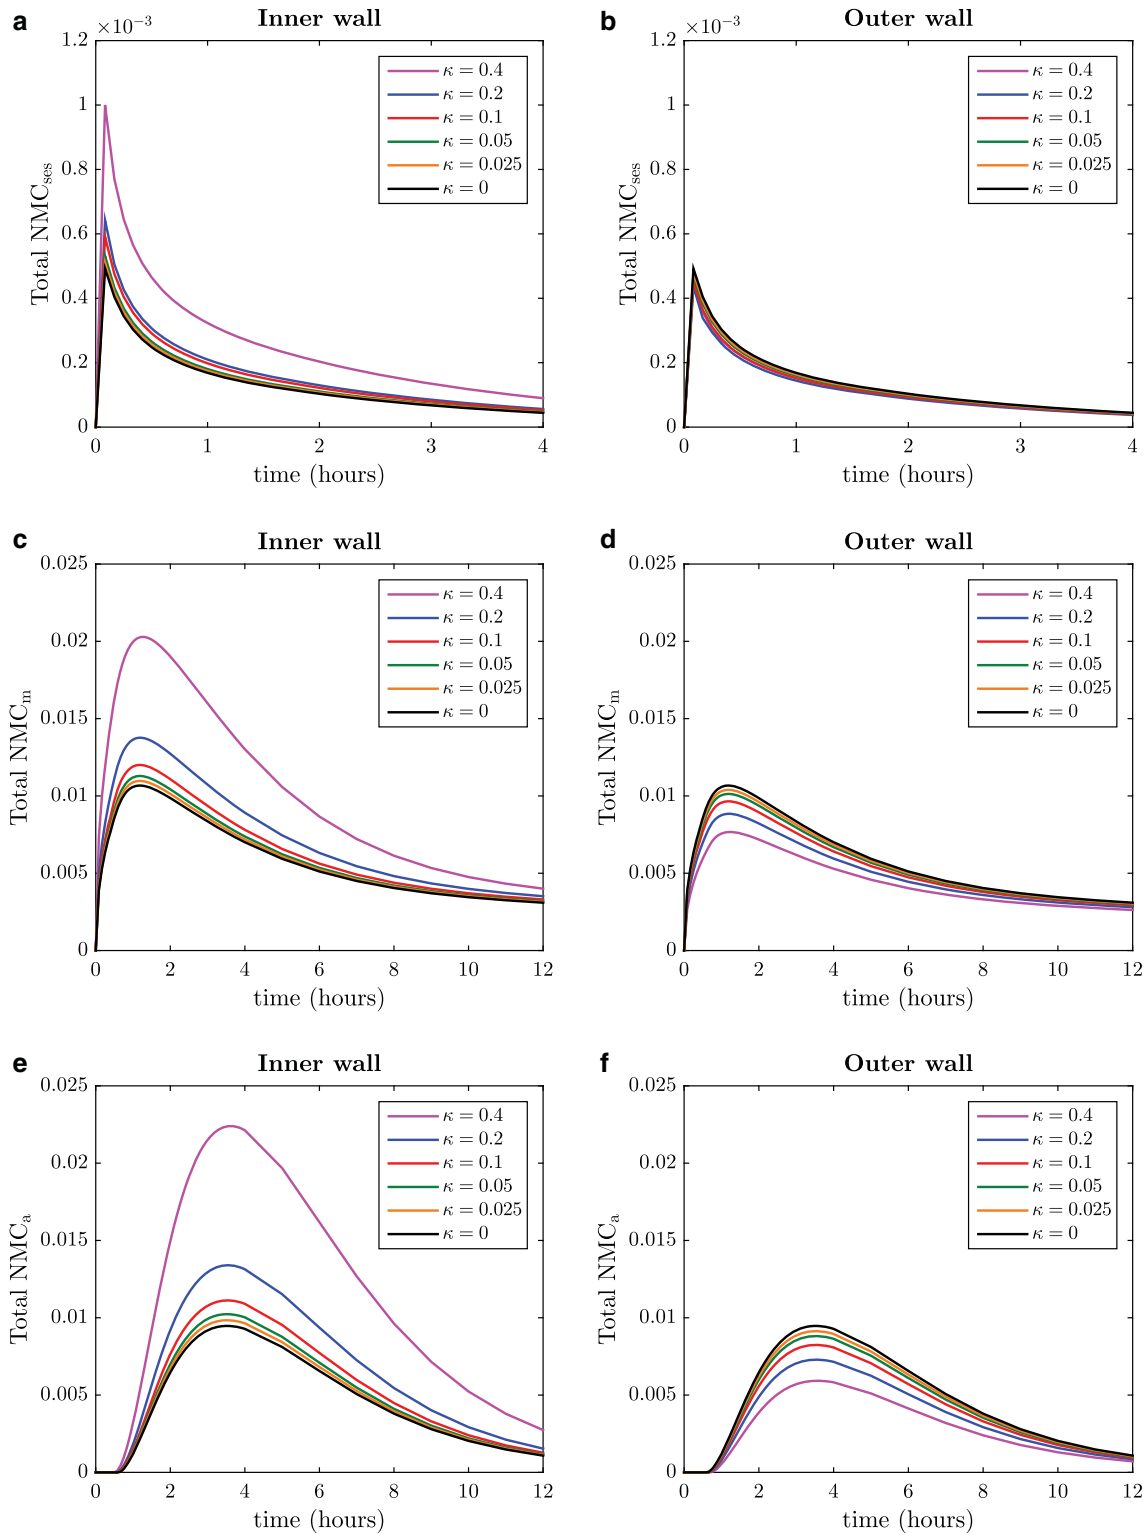 a
Inner wall
×10⁻³
1.2
1
0.8
0.6
0.4
0.2
0
0 1 2 3 4
time (hours)
Total NMC_ses
κ = 0.4
κ = 0.2
κ = 0.1
κ = 0.05
κ = 0.025
κ = 0
b
Outer wall
×10⁻³
1.2
1
0.8
0.6
0.4
0.2
0
0 1 2 3 4
time (hours)
Total NMC_ses
κ = 0.4
κ = 0.2
κ = 0.1
κ = 0.05
κ = 0.025
κ = 0
c
Inner wall
0.025
0.02
0.015
0.01
0.005
0
0 2 4 6 8 10 12
time (hours)
Total NMC_m
κ = 0.4
κ = 0.2
κ = 0.1
κ = 0.05
κ = 0.025
κ = 0
d
Outer wall
0.025
0.02
0.015
0.01
0.005
0
0 2 4 6 8 10 12
time (hours)
Total NMC_m
κ = 0.4
κ = 0.2
κ = 0.1
κ = 0.05
κ = 0.025
κ = 0
e
Inner wall
0.025
0.02
0.015
0.01
0.005
0
0 2 4 6 8 10 12
time (hours)
Total NMC_a
κ = 0.4
κ = 0.2
κ = 0.1
κ = 0.05
κ = 0.025
κ = 0
f
Outer wall
0.025
0.02
0.015
0.01
0.005
0
0 2 4 6 8 10 12
time (hours)
Total NMC_a
κ = 0.4
κ = 0.2
κ = 0.1
κ = 0.05
κ = 0.025
κ = 0